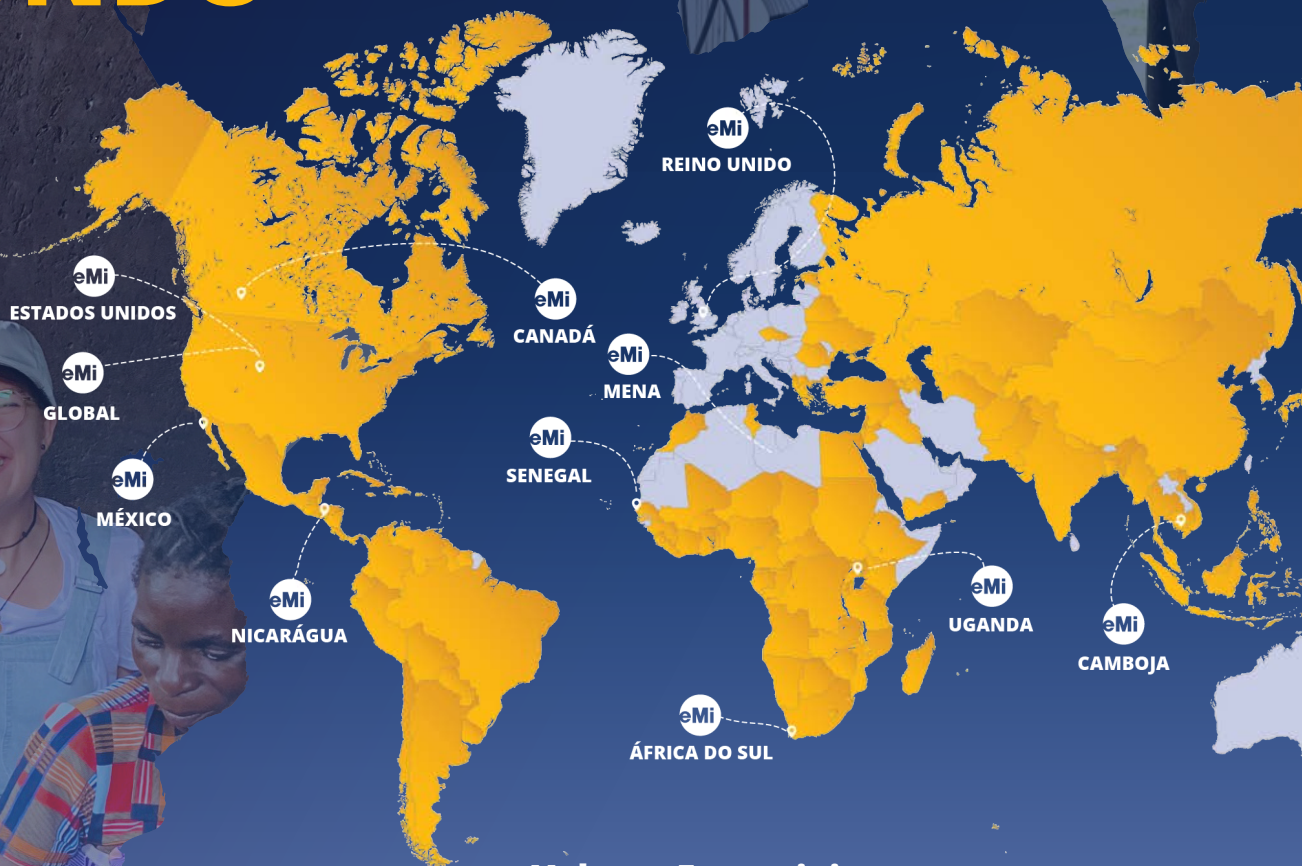 eMi
REINO UNIDO
eMi
ESTADOS UNIDOS
eMi
CANADÁ
eMi
GLOBAL
eMi
MENA
eMi
SENEGAL
eMi
MÉXICO
eMi
NICARÁGUA
eMi
UGANDA
eMi
CAMBOJA
eMi
ÁFRICA DO SUL